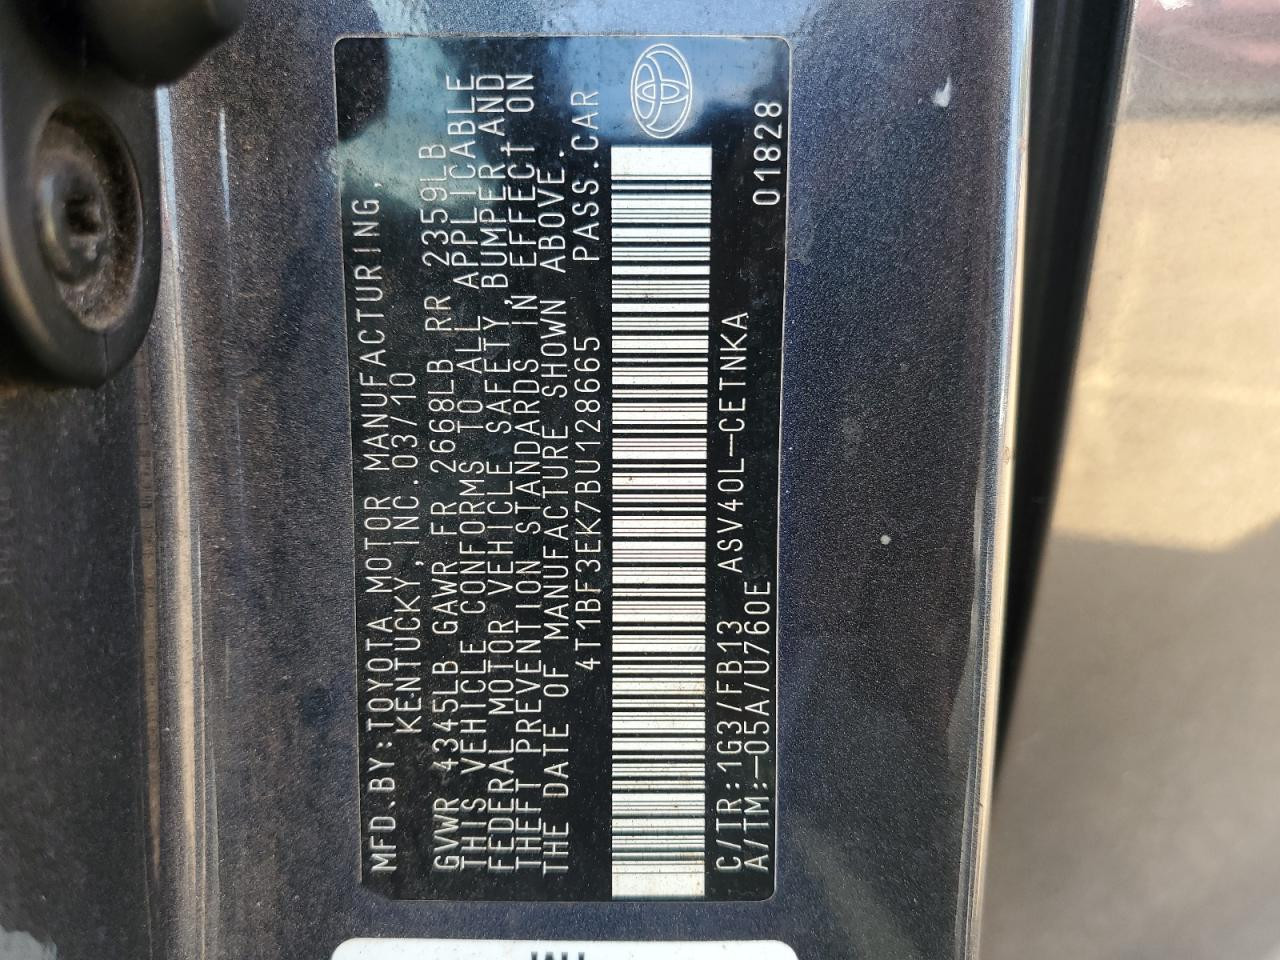 MFD.BY:TOYOTA MOTOR MANUFACTURING,
KENTUCKY,INC.03/10
GVWR 4345LB GAWR FR 2668LB RR 2359LB
THIS VEHICLE CONFORMS TO ALL APPLICABLE
FEDERAL MOTOR VEHICLE SAFETY,BUMPER AND
THEFT PREVENTION STANDARDS IN EFFECT ON
THE DATE OF MANUFACTURE SHOWN ABOVE.
4T1BF3EK7BU128665 PASS.CAR
C/TR:1G3/FB13 ASV40L-CETNKA
A/TM:-05A/U760E 01828